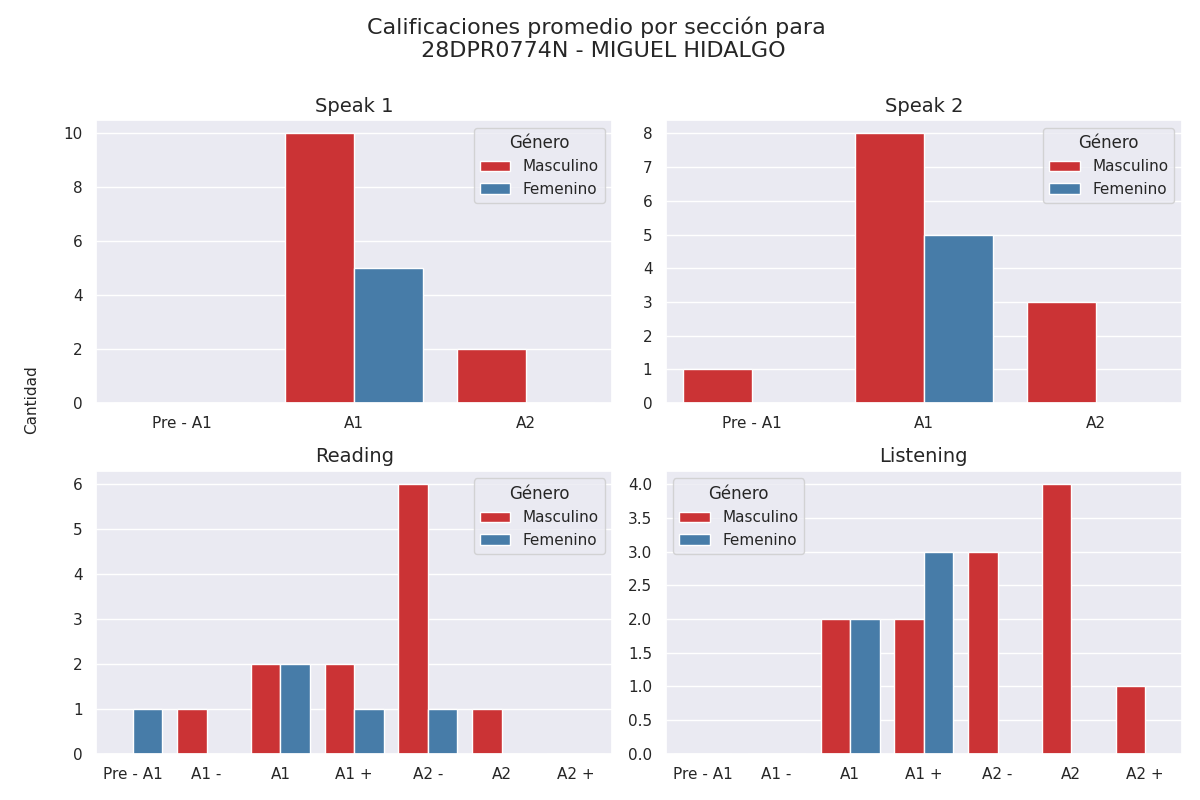 Calificaciones promedio por sección para
28DPR0774N - MIGUEL HIDALGO
Cantidad
Speak 1
10
8
6
4
2
0
Pre - A1 A1 A2
Género
Masculino
Femenino
Speak 2
8
7
6
5
4
3
2
1
0
Pre - A1 A1 A2
Género
Masculino
Femenino
Reading
6
5
4
3
2
1
0
Pre - A1 A1 - A1 A1 + A2 - A2 A2 +
Género
Masculino
Femenino
Listening
4.0
3.5
3.0
2.5
2.0
1.5
1.0
0.5
0.0
Pre - A1 A1 - A1 A1 + A2 - A2 A2 +
Género
Masculino
Femenino